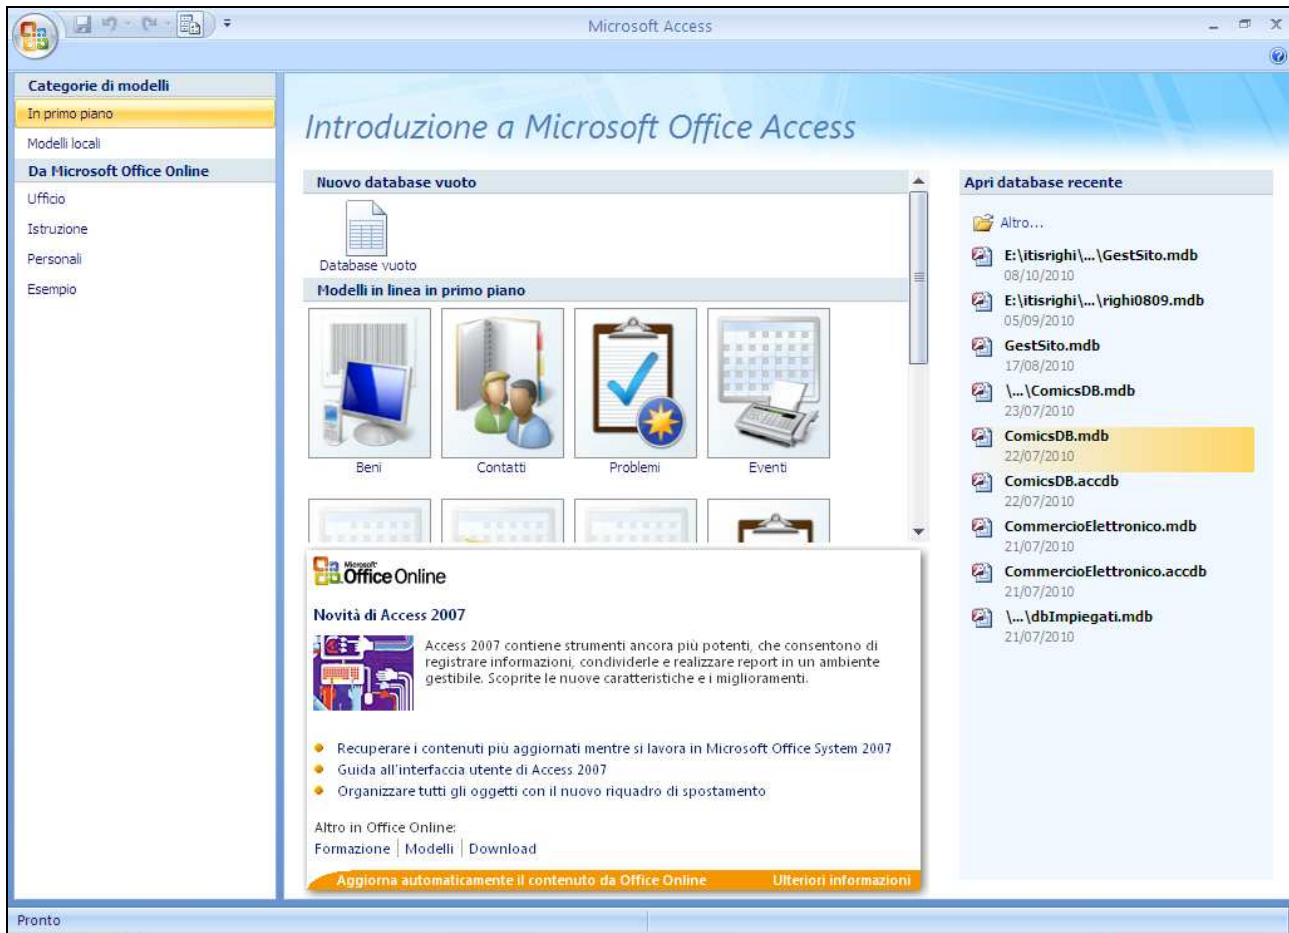 Microsoft Access
Categorie di modelli
In primo piano
Modelli locali
Da Microsoft Office Online
Ufficio
Istruzione
Personali
Esempio
Introduzione a Microsoft Office Access
Nuovo database vuoto
Database vuoto
Modelli in linea in primo piano
Beni
Contatti
Problemi
Eventi
Microsoft
Office Online
Novità di Access 2007
Access 2007 contiene strumenti ancora più potenti, che consentono di
registrare informazioni, condividerle e realizzare report in un ambiente
gestibile. Scoprite le nuove caratteristiche e i miglioramenti.
Recuperare i contenuti più aggiornati mentre si lavora in Microsoft Office System 2007
Guida all'interfaccia utente di Access 2007
Organizzare tutti gli oggetti con il nuovo riquadro di spostamento
Altro in Office Online:
Formazione | Modelli | Download
Aggiorna automaticamente il contenuto da Office Online
Ulteriori informazioni
Apri database recente
Altro...
E:\itisrighi\...\GestSito.mdb
08/10/2010
E:\itisrighi\...\righi0809.mdb
05/09/2010
GestSito.mdb
17/08/2010
\...\ComicsDB.mdb
23/07/2010
ComicsDB.mdb
22/07/2010
ComicsDB.accdb
22/07/2010
CommercioElettronico.mdb
21/07/2010
CommercioElettronico.accdb
21/07/2010
\...\dbImpiegati.mdb
21/07/2010
Pronto